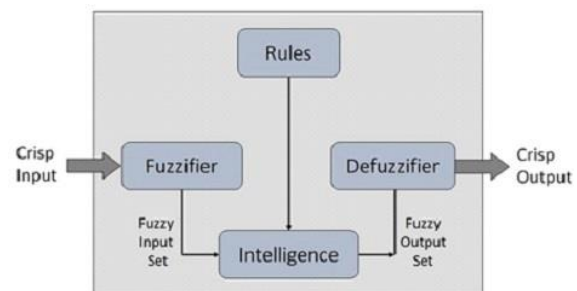 Rules
Crisp
Input
Fuzzifier
Defuzzifier
Crisp
Output
Fuzzy
Input
Set
Intelligence
Fuzzy
Output
Set